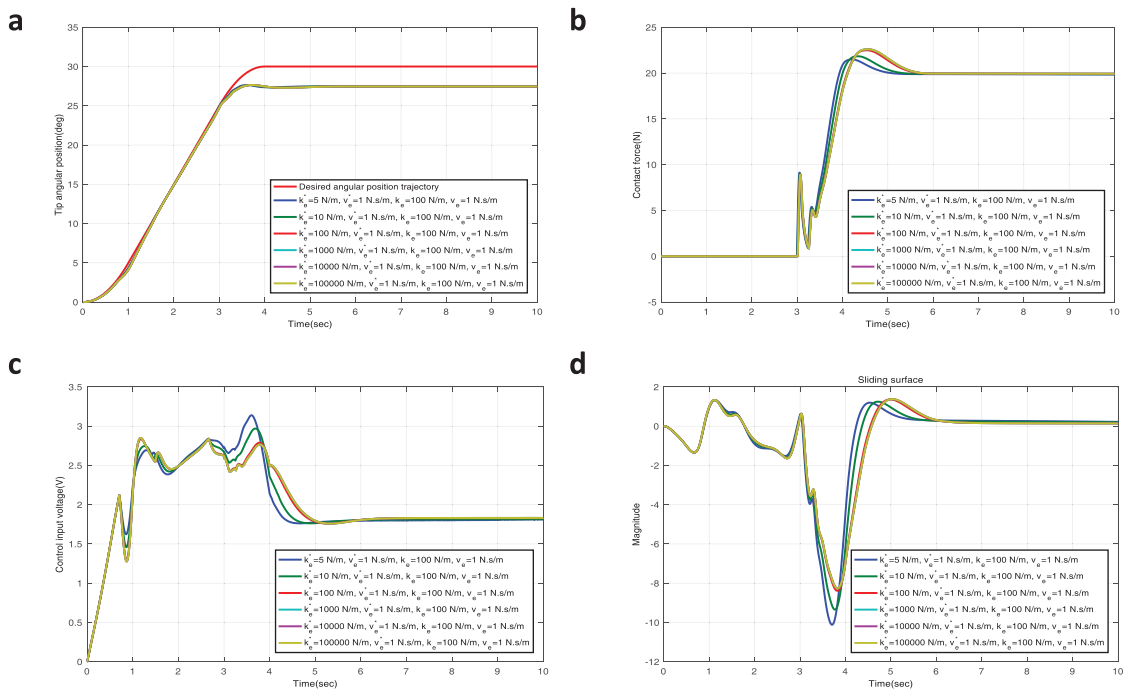 a
35
30
25
20
15
10
5
0
Tip angular position(deg)
Desired angular position trajectory
k*e=5 N/m, v*e=1 N.s/m, ke=100 N/m, ve=1 N.s/m
k*e=10 N/m, v*e=1 N.s/m, ke=100 N/m, ve=1 N.s/m
k*e=100 N/m, v*e=1 N.s/m, ke=100 N/m, ve=1 N.s/m
k*e=1000 N/m, v*e=1 N.s/m, ke=100 N/m, ve=1 N.s/m
k*e=10000 N/m, v*e=1 N.s/m, ke=100 N/m, ve=1 N.s/m
k*e=100000 N/m, v*e=1 N.s/m, ke=100 N/m, ve=1 N.s/m
0 1 2 3 4 5 6 7 8 9 10
Time(sec)
b
25
20
15
10
5
0
-5
Contact force(N)
k*e=5 N/m, v*e=1 N.s/m, ke=100 N/m, ve=1 N.s/m
k*e=10 N/m, v*e=1 N.s/m, ke=100 N/m, ve=1 N.s/m
k*e=100 N/m, v*e=1 N.s/m, ke=100 N/m, ve=1 N.s/m
k*e=1000 N/m, v*e=1 N.s/m, ke=100 N/m, ve=1 N.s/m
k*e=10000 N/m, v*e=1 N.s/m, ke=100 N/m, ve=1 N.s/m
k*e=100000 N/m, v*e=1 N.s/m, ke=100 N/m, ve=1 N.s/m
0 1 2 3 4 5 6 7 8 9 10
Time(sec)
c
3.5
3
2.5
2
1.5
1
0.5
0
Control input voltage(V)
k*e=5 N/m, v*e=1 N.s/m, ke=100 N/m, ve=1 N.s/m
k*e=10 N/m, v*e=1 N.s/m, ke=100 N/m, ve=1 N.s/m
k*e=100 N/m, v*e=1 N.s/m, ke=100 N/m, ve=1 N.s/m
k*e=1000 N/m, v*e=1 N.s/m, ke=100 N/m, ve=1 N.s/m
k*e=10000 N/m, v*e=1 N.s/m, ke=100 N/m, ve=1 N.s/m
k*e=100000 N/m, v*e=1 N.s/m, ke=100 N/m, ve=1 N.s/m
0 1 2 3 4 5 6 7 8 9 10
Time(sec)
d
Sliding surface
2
0
-2
-4
-6
-8
-10
-12
Magnitude
k*e=5 N/m, v*e=1 N.s/m, ke=100 N/m, ve=1 N.s/m
k*e=10 N/m, v*e=1 N.s/m, ke=100 N/m, ve=1 N.s/m
k*e=100 N/m, v*e=1 N.s/m, ke=100 N/m, ve=1 N.s/m
k*e=1000 N/m, v*e=1 N.s/m, ke=100 N/m, ve=1 N.s/m
k*e=10000 N/m, v*e=1 N.s/m, ke=100 N/m, ve=1 N.s/m
k*e=100000 N/m, v*e=1 N.s/m, ke=100 N/m, ve=1 N.s/m
0 1 2 3 4 5 6 7 8 9 10
Time(sec)